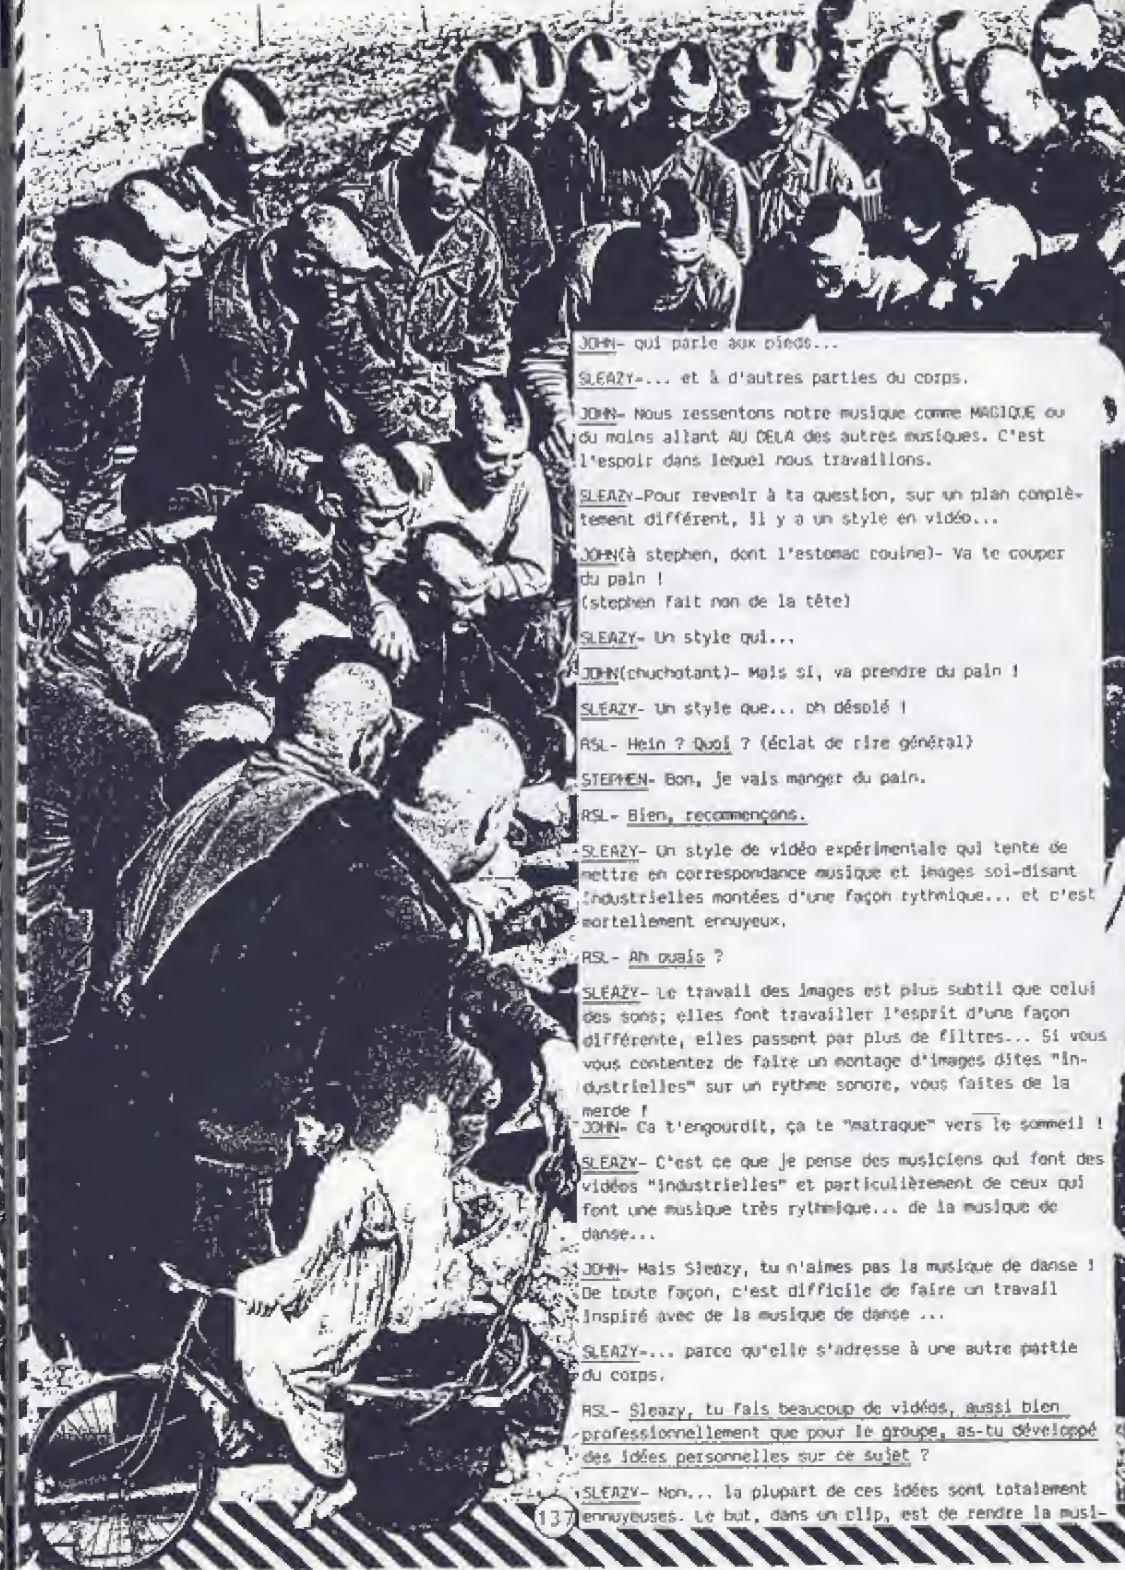 JOHN- qui parle aux pieds...
SLEAZY-... et à d'autres parties du corps.
JOHN- Nous ressentons notre musique comme MAGIQUE ou
du moins allant AU DELA des autres musiques. C'est
l'espoir dans lequel nous travaillons.
SLEAZY-Pour revenir à ta question, sur un plan complè-
tement différent, il y a un style en vidéo...
JOHN(à stephen, dont l'estomac couine)- Va te couper
du pain !
(stephen fait non de la tête)
SLEAZY- Un style qui...
JOHN(chuchotant)- Mais si, va prendre du pain !
SLEAZY- Un style que... oh désolé !
RSL- Hein ? Quoi ? (éclat de rire général)
STEPHEN- Bon, je vais manger du pain.
RSL- Bien, recommençons.
SLEAZY- Un style de vidéo expérimentale qui tente de
mettre en correspondance musique et images soi-disant
industrielles montées d'une façon rythmique... et c'est
mortellement ennuyeux.
RSL- Ah ouais ?
SLEAZY- Le travail des images est plus subtil que celui
des sons; elles font travailler l'esprit d'une façon
différente, elles passent par plus de filtres... Si vous
vous contentez de faire un montage d'images dites "in-
dustrielles" sur un rythme sonore, vous faites de la
merde !
JOHN- Ca t'engourdit, ça te "matraque" vers le sommeil !
SLEAZY- C'est ce que je pense des musiciens qui font des
vidéos "industrielles" et particulièrement de ceux qui
font une musique très rythmique... de la musique de
danse...
JOHN- Mais Sleazy, tu n'aimes pas la musique de danse !
De toute façon, c'est difficile de faire un travail
inspiré avec de la musique de danse ...
SLEAZY-... parce qu'elle s'adresse à une autre partie
du corps.
RSL- Sleazy, tu fais beaucoup de vidéos, aussi bien
professionnellement que pour le groupe, as-tu développé
des idées personnelles sur ce sujet ?
SLEAZY- Non... la plupart de ces idées sont totalement
ennuyeuses. Le but, dans un clip, est de rendre la musi-
137